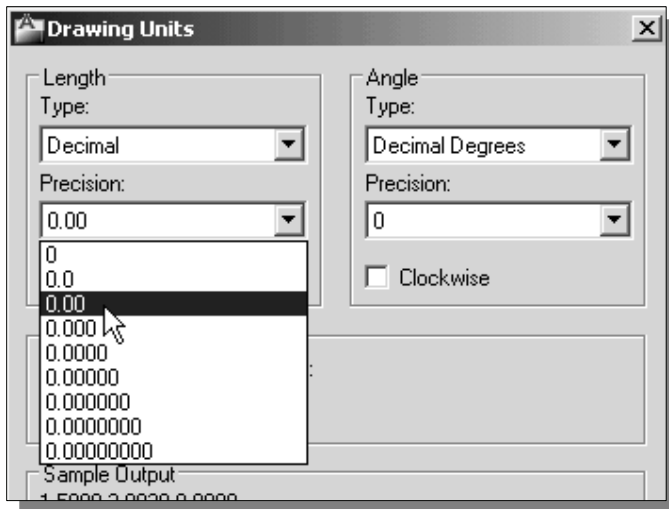 Drawing Units
Length
Type:
Decimal
Precision:
0.00
0
0.0
0.00
0.000
0.0000
0.00000
0.000000
0.0000000
0.00000000
Angle
Type:
Decimal Degrees
Precision:
0
Clockwise
:
Sample Output